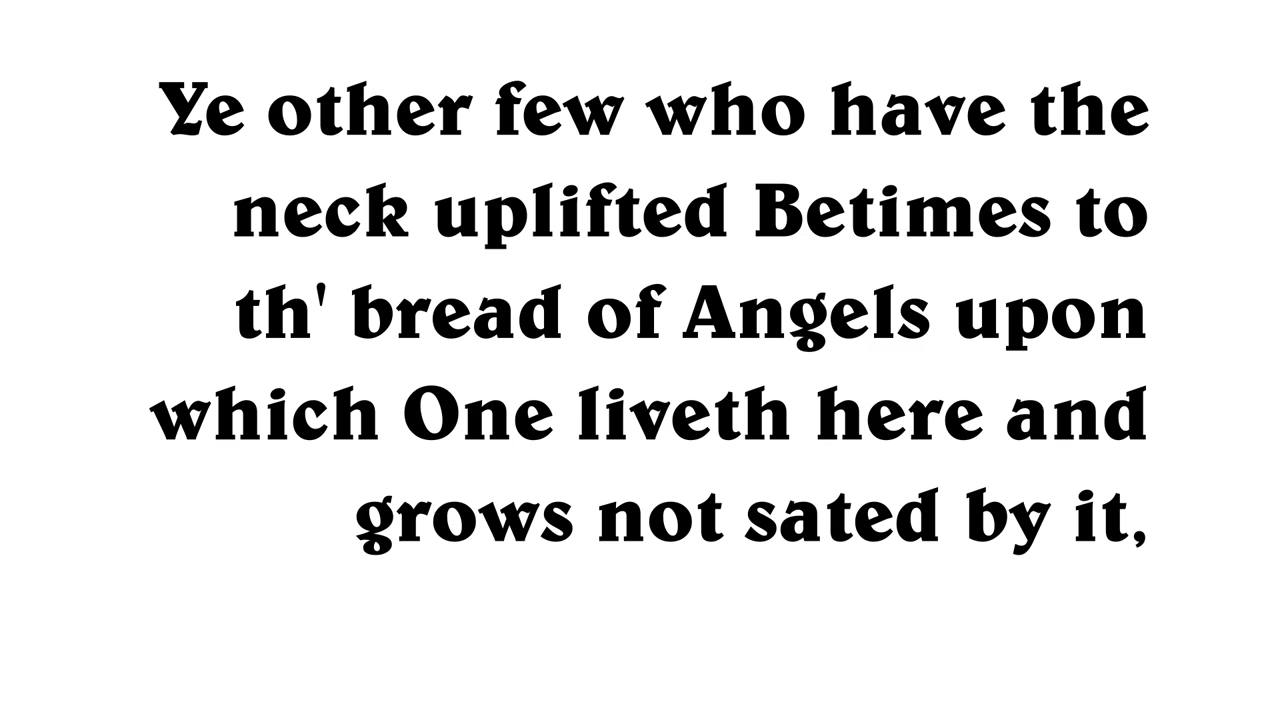 Ye other few who have the
neck uplifted Betimes to
th' bread of Angels upon
which One liveth here and
grows not sated by it,